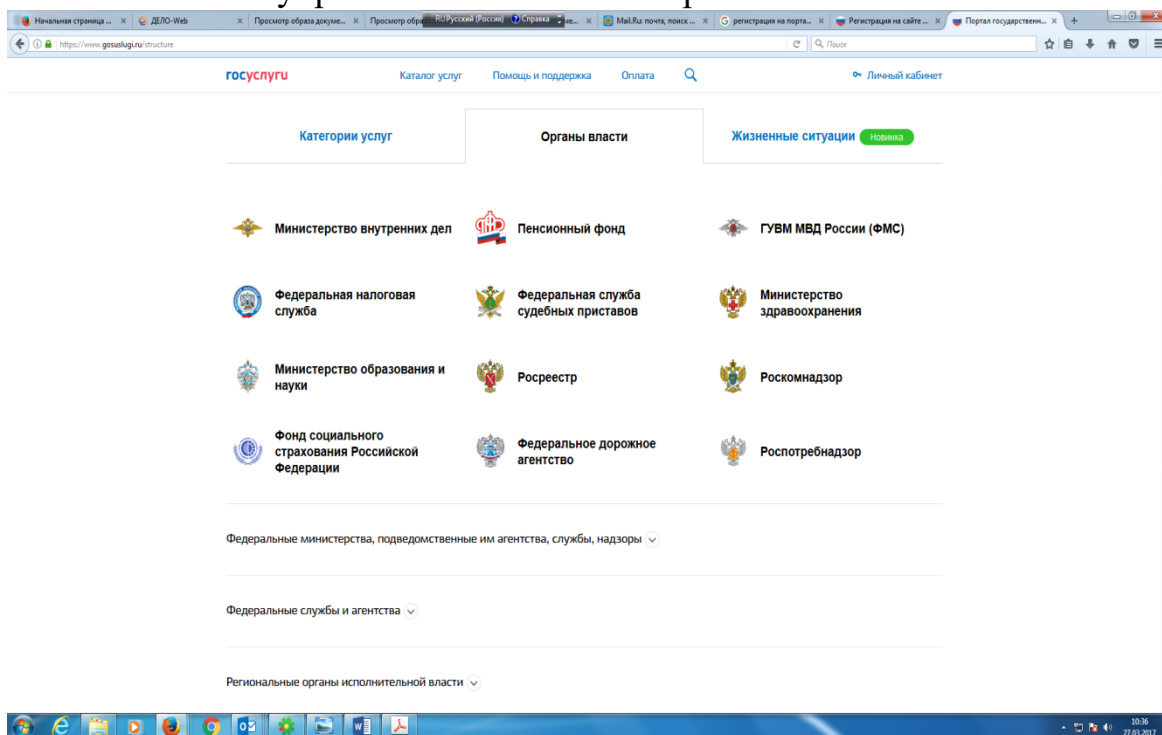 Начальная страница ...
ДЕЛО-Web
Просмотр образа докуме...
Просмотр обра
RU Русский (Россия)
Справка
Mail.Ru: почта, поиск ...
регистрация на порта...
Регистрация на сайте ...
Портал государственн...
https://www.gosuslugi.ru/structure
Поиск
госуслуги
Каталог услуг
Помощь и поддержка
Оплата
Личный кабинет
Категории услуг
Органы власти
Жизненные ситуации
Новинка
Министерство внутренних дел
Пенсионный фонд
ГУВМ МВД России (ФМС)
Федеральная налоговая
служба
Федеральная служба
судебных приставов
Министерство
здравоохранения
Министерство образования и
науки
Росреестр
Роскомнадзор
Фонд социального
страхования Российской
Федерации
Федеральное дорожное
агентство
Роспотребнадзор
Федеральные министерства, подведомственные им агентства, службы, надзоры
Федеральные службы и агентства
Региональные органы исполнительной власти
10:36
27.03.2017